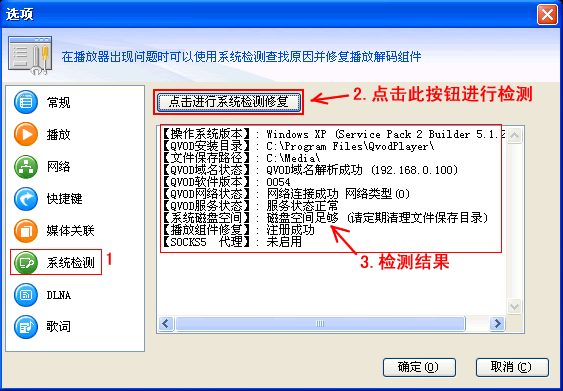 选项
在播放器出现问题时可以使用系统检测查找原因并修复播放解码组件
常规
播放
网络
快捷键
媒体关联
系统检测 1
DLNA
歌词
点击进行系统检测修复
2.点击此按钮进行检测
【操作系统版本】: Windows XP (Service Pack 2 Builder 5.1.2
【QVOD安装目录】: C:\Program Files\QvodPlayer\
【文件保存路径】: C:\Media\
【QVOD域名状态】: QVOD域名解析成功 (192.168.0.100)
【QVOD软件版本】: 0054
【QVOD网络状态】: 网络连接成功 网络类型(0)
【QVOD服务状态】: 服务状态正常
【系统磁盘空间】: 磁盘空间足够 (请定期清理文件保存目录)
【播放组件修复】: 注册成功
【SOCKS5 代理】: 未启用
3.检测结果
确定(O)
取消(C)